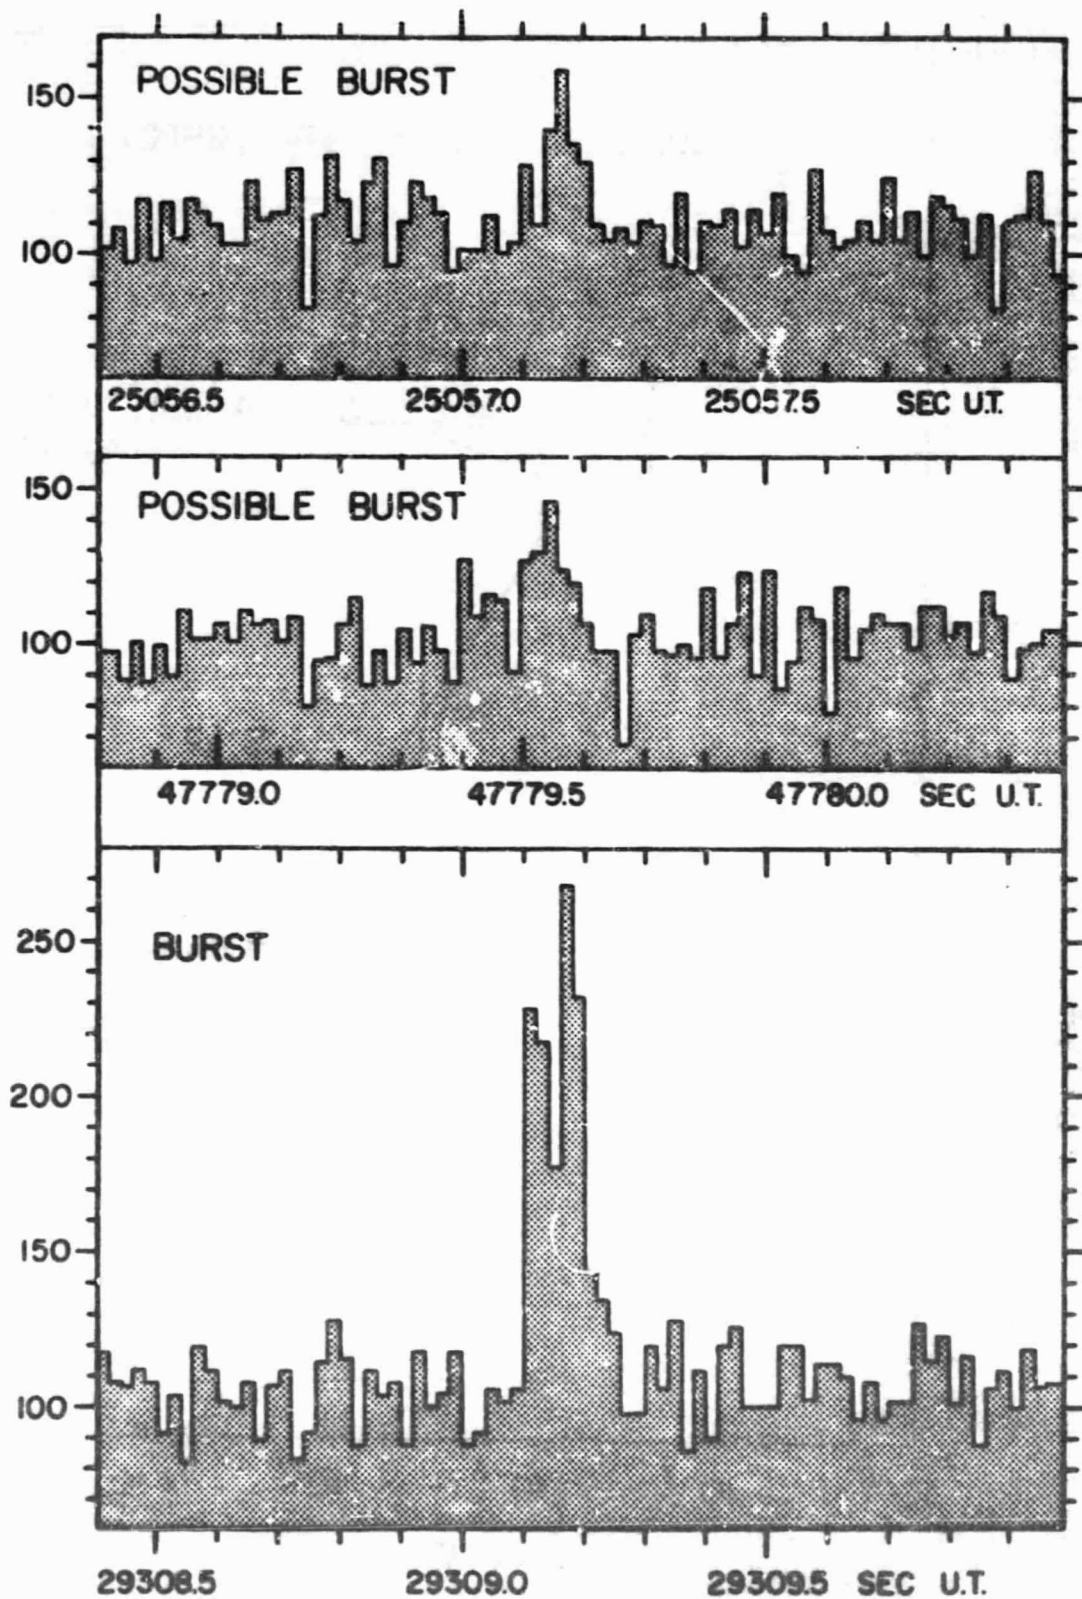 POSSIBLE BURST
150
100
25056.5 25057.0 25057.5 SEC U.T.
150
POSSIBLE BURST
100
47779.0 47779.5 47780.0 SEC U.T.
250
BURST
200
150
100
29308.5 29309.0 29309.5 SEC U.T.